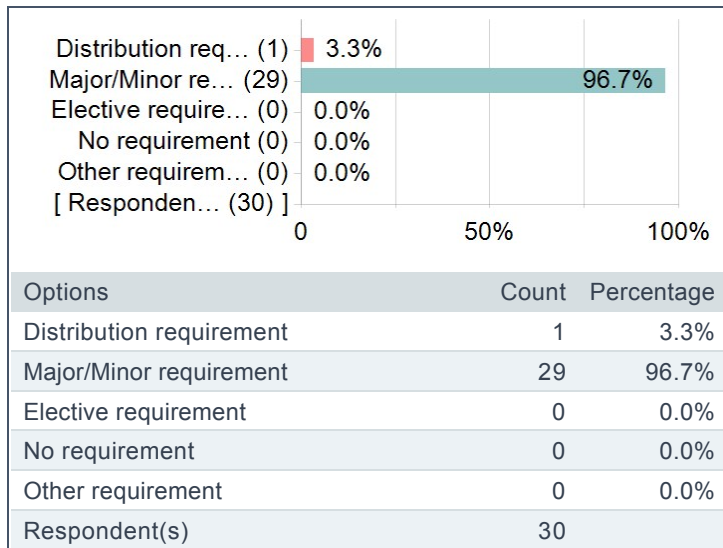 Distribution req… (1) 3.3%
Major/Minor re… (29) 96.7%
Elective require… (0) 0.0%
No requirement (0) 0.0%
Other requirem… (0) 0.0%
[ Responden… (30) ]
0 50% 100%
Options Count Percentage
Distribution requirement 1 3.3%
Major/Minor requirement 29 96.7%
Elective requirement 0 0.0%
No requirement 0 0.0%
Other requirement 0 0.0%
Respondent(s) 30